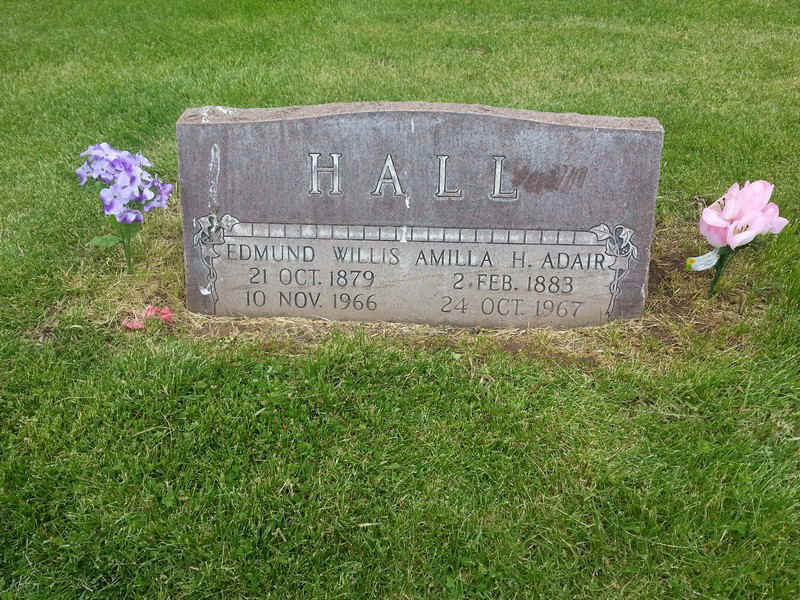 HALL
EDMUND WILLIS AMILLA H. ADAIR
21 OCT. 1879 2. FEB. 1883
10 NOV. 1966 24 OCT. 1967